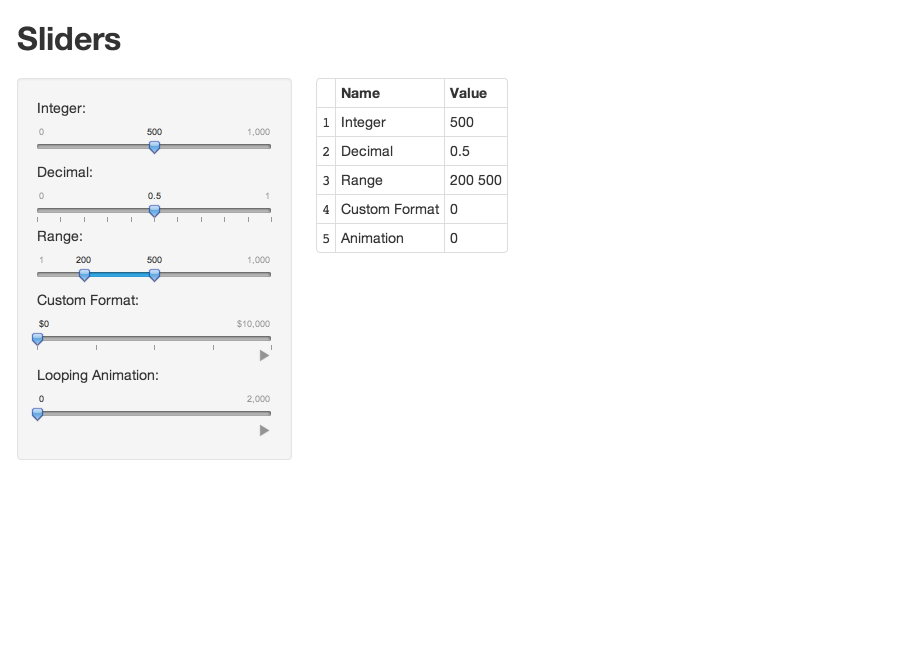 Sliders
Integer:
0 500 1,000
Decimal:
0 0.5 1
Range:
1 200 500 1,000
Custom Format:
$0 $10,000
Looping Animation:
0 2,000
Name Value
1 Integer 500
2 Decimal 0.5
3 Range 200 500
4 Custom Format 0
5 Animation 0